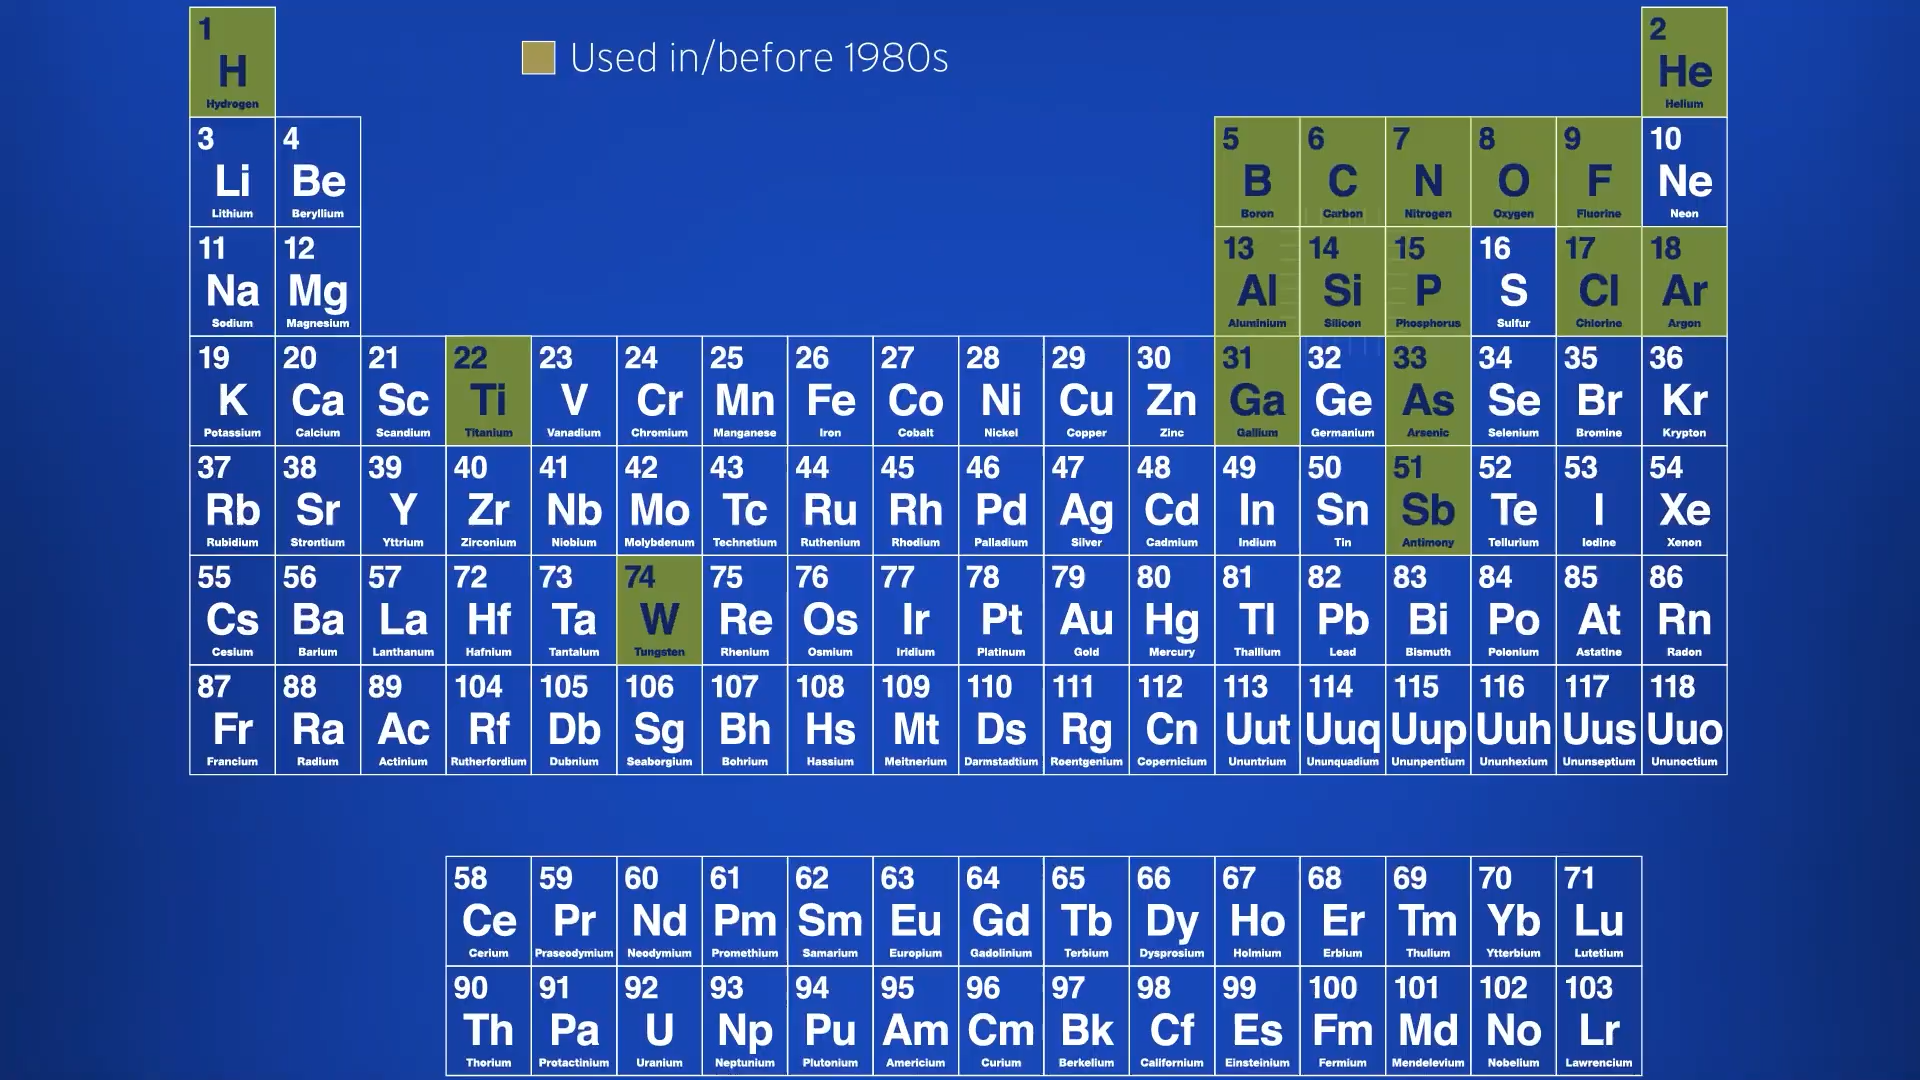 1 2
Used in/before 1980s
H He
Hydrogen Helium
3 4 5 6 7 8 9 10
Li Be B C N O F Ne
Lithium Beryllium Boron Carbon Nitrogen Oxygen Fluorine Neon
11 12 13 14 15 16 17 18
Na Mg Al Si P S Cl Ar
Sodium Magnesium Aluminium Silicon Phosphorus Sulfur Chlorine Argon
19 20 21 22 23 24 25 26 27 28 29 30 31 32 33 34 35 36
K Ca Sc Ti V Cr Mn Fe Co Ni Cu Zn Ga Ge As Se Br Kr
Potassium Calcium Scandium Titanium Vanadium Chromium Manganese Iron Cobalt Nickel Copper Zinc Gallium Germanium Arsenic Selenium Bromine Krypton
37 38 39 40 41 42 43 44 45 46 47 48 49 50 51 52 53 54
Rb Sr Y Zr Nb Mo Tc Ru Rh Pd Ag Cd In Sn Sb Te I Xe
Rubidium Strontium Yttrium Zirconium Niobium Molybdenum Technetium Ruthenium Rhodium Palladium Silver Cadmium Indium Tin Antimony Tellurium Iodine Xenon
55 56 57 72 73 74 75 76 77 78 79 80 81 82 83 84 85 86
Cs Ba La Hf Ta W Re Os Ir Pt Au Hg Tl Pb Bi Po At Rn
Cesium Barium Lanthanum Hafnium Tantalum Tungsten Rhenium Osmium Iridium Platinum Gold Mercury Thallium Lead Bismuth Polonium Astatine Radon
87 88 89 104 105 106 107 108 109 110 111 112 113 114 115 116 117 118
Fr Ra Ac Rf Db Sg Bh Hs Mt Ds Rg Cn Uut Uuq Uup Uuh Uus Uuo
Francium Radium Actinium Rutherfordium Dubnium Seaborgium Bohrium Hassium Meitnerium Darmstadtium Roentgenium Copernicium Ununtrium Ununquadium Ununpentium Ununhexium Ununseptium Ununoctium
58 59 60 61 62 63 64 65 66 67 68 69 70 71
Ce Pr Nd Pm Sm Eu Gd Tb Dy Ho Er Tm Yb Lu
Cerium Praseodymium Neodymium Promethium Samarium Europium Gadolinium Terbium Dysprosium Holmium Erbium Thulium Ytterbium Lutetium
90 91 92 93 94 95 96 97 98 99 100 101 102 103
Th Pa U Np Pu Am Cm Bk Cf Es Fm Md No Lr
Thorium Protactinium Uranium Neptunium Plutonium Americium Curium Berkelium Californium Einsteinium Fermium Mendelevium Nobelium Lawrencium